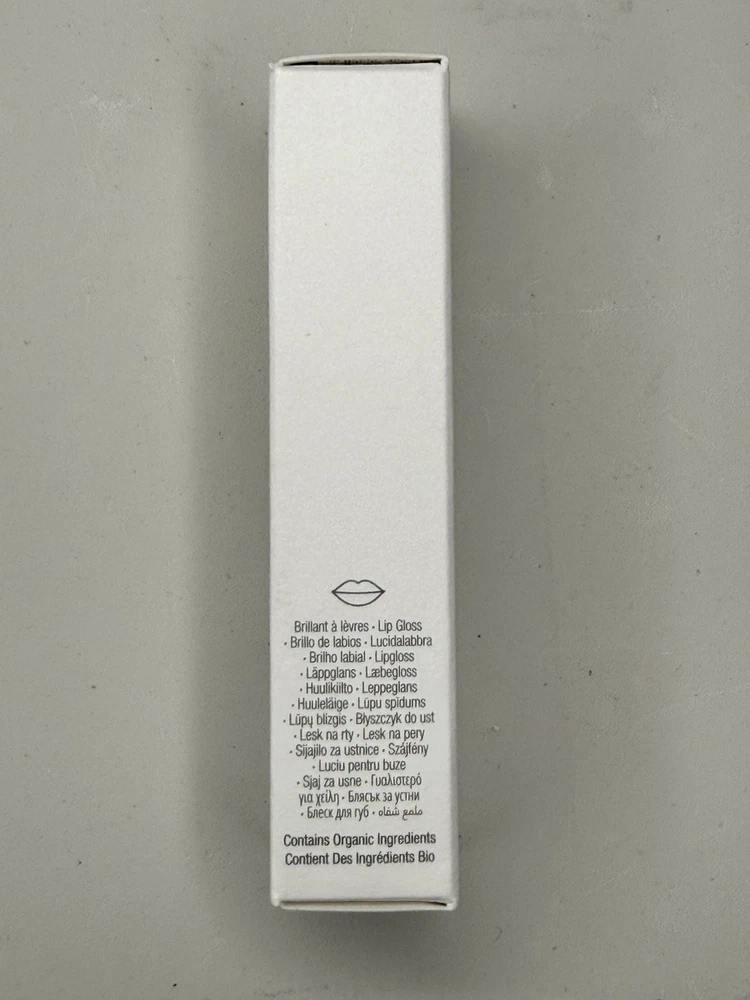 Brillant à lèvres • Lip Gloss
• Brillo de labios • Lucidalabbra
• Brilho labial • Lipgloss
• Läppglans • Læbegloss
• Huulikiilto • Leppeglans
• Huuleläige • Lūpu spīdums
• Lūpų blizgis • Błyszczyk do ust
• Lesk na rty • Lesk na pery
• Sijajilo za ustnice • Szájfény
• Luciu pentru buze
• Sjaj za usne • Γυαλιστερό
για χείλη • Блясък за устни
• Блеск для губ • ملمع شفاه
Contains Organic Ingredients
Contient Des Ingrédients Bio